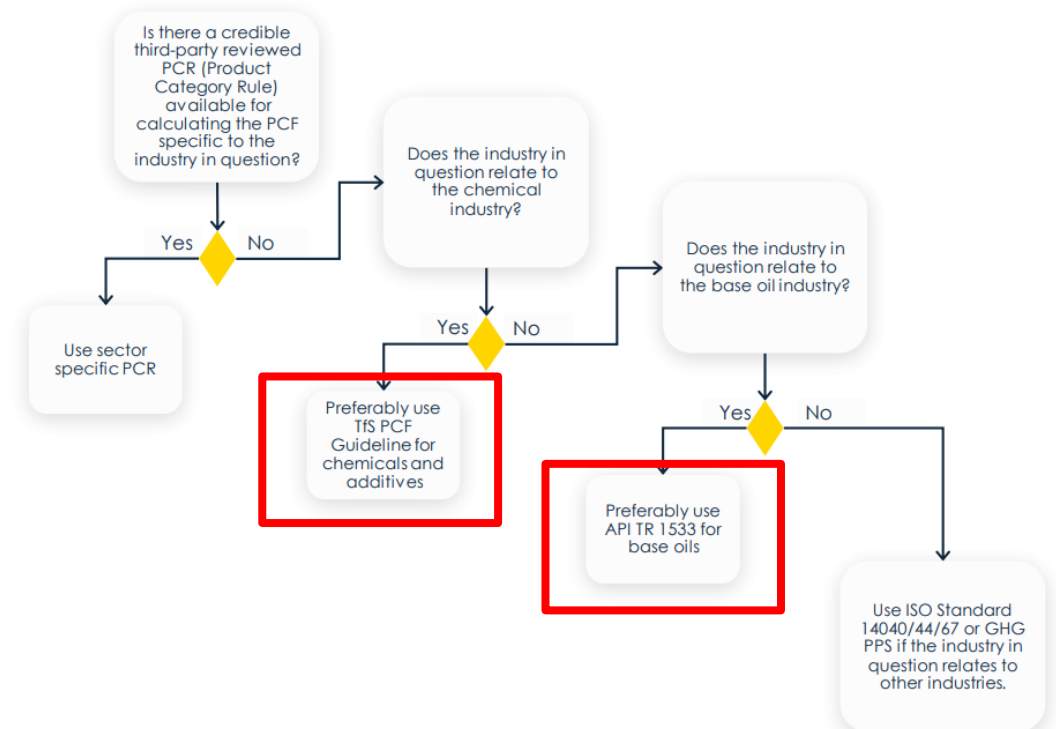 Is there a credible
third-party reviewed
PCR (Product
Category Rule)
available for
calculating the PCF
specific to the
industry in question?
Yes
No
Use sector
specific PCR
Does the industry in
question relate to
the chemical
industry?
Yes
No
Preferably use
TfS PCF
Guideline for
chemicals and
additives
Does the industry in
question relate to
the base oil industry?
Yes
No
Preferably use
API TR 1533 for
base oils
Use ISO Standard
14040/44/67 or GHG
PPS if the industry in
question relates to
other industries.